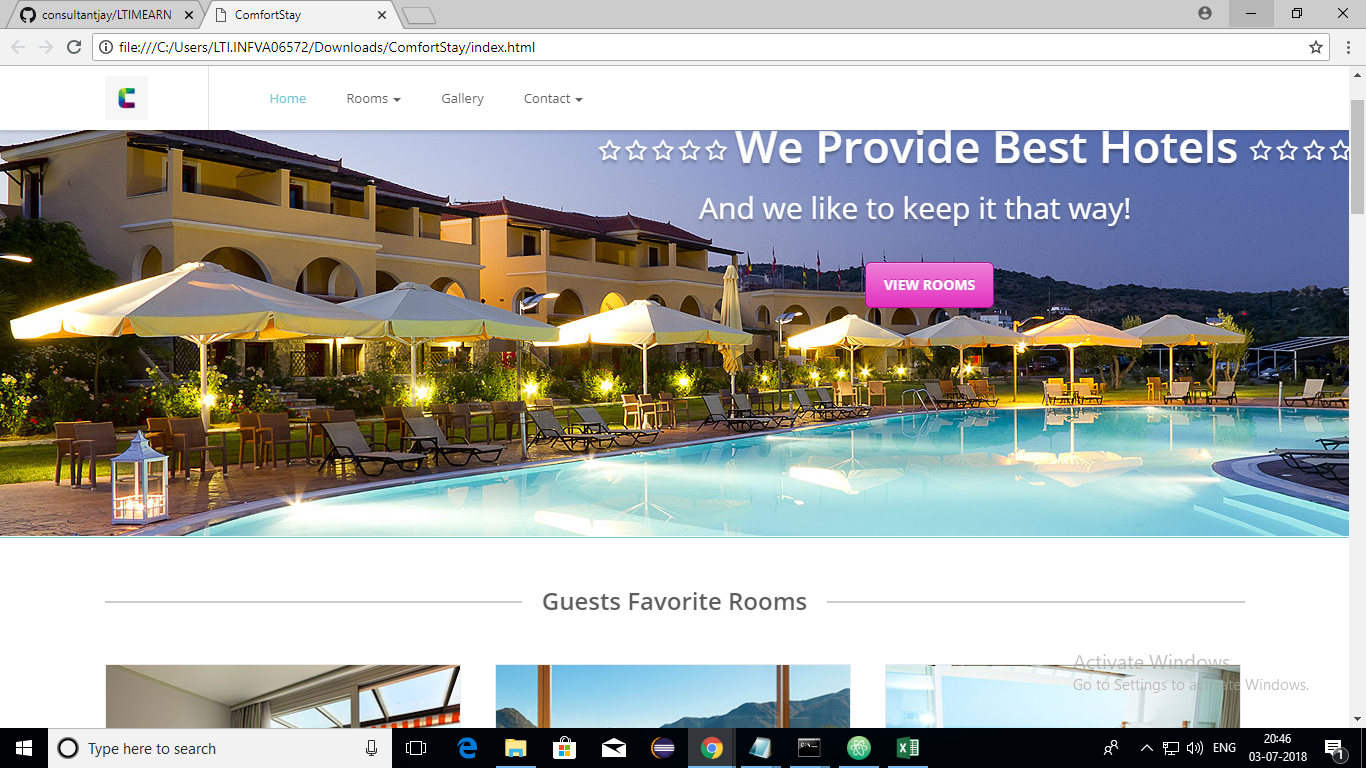 consultantjay/LTIMEARN
ComfortStay
file:///C:/Users/LTI.INFVA06572/Downloads/ComfortStay/index.html
C
Home Rooms Gallery Contact
We Provide Best Hotels
And we like to keep it that way!
VIEW ROOMS
Guests Favorite Rooms
Activate Windows
Go to Settings to activate Windows.
Type here to search
ENG
20:46
03-07-2018
1